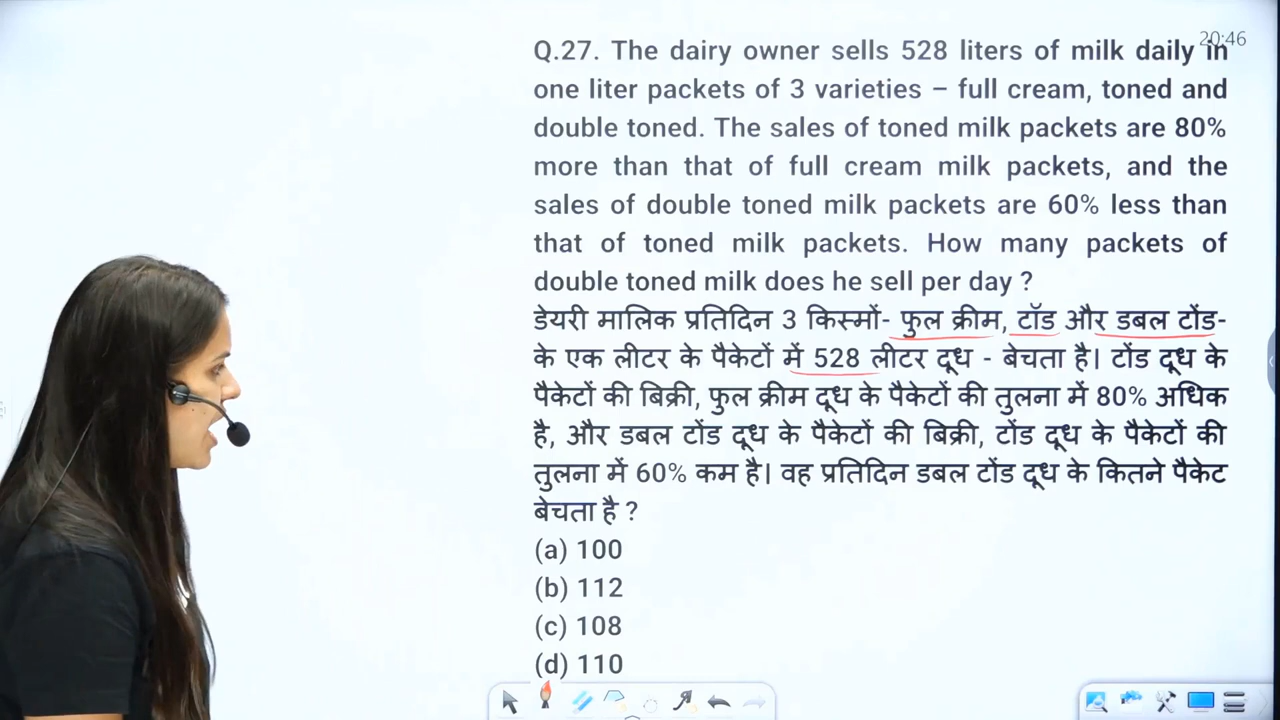 20:46
Q.27. The dairy owner sells 528 liters of milk daily in
one liter packets of 3 varieties – full cream, toned and
double toned. The sales of toned milk packets are 80%
more than that of full cream milk packets, and the
sales of double toned milk packets are 60% less than
that of toned milk packets. How many packets of
double toned milk does he sell per day ?
डेयरी मालिक प्रतिदिन 3 किस्मों- फुल क्रीम, टॉड और डबल टोंड-
के एक लीटर के पैकेटों में 528 लीटर दूध - बेचता है। टोंड दूध के
पैकेटों की बिक्री, फुल क्रीम दूध के पैकेटों की तुलना में 80% अधिक
है, और डबल टोंड दूध के पैकेटों की बिक्री, टोंड दूध के पैकेटों की
तुलना में 60% कम है। वह प्रतिदिन डबल टोंड दूध के कितने पैकेट
बेचता है ?
(a) 100
(b) 112
(c) 108
(d) 110